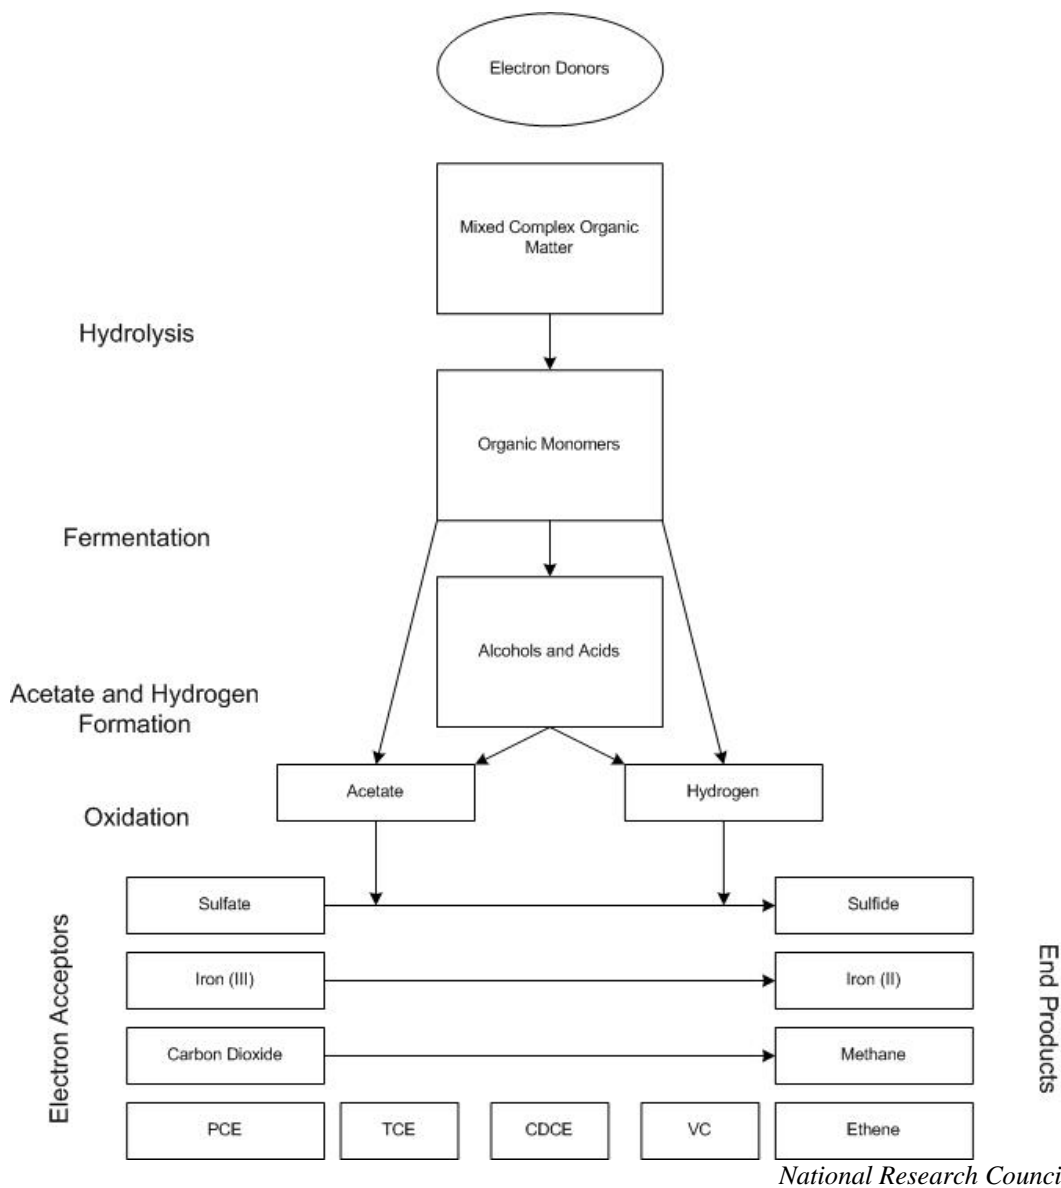 Electron Donors
Mixed Complex Organic
Matter
Hydrolysis
Organic Monomers
Fermentation
Alcohols and Acids
Acetate and Hydrogen
Formation
Acetate
Hydrogen
Oxidation
Electron Acceptors
Sulfate
Sulfide
Iron (III)
Iron (II)
Carbon Dioxide
Methane
PCE
TCE
CDCE
VC
Ethene
End Products
National Research Counci